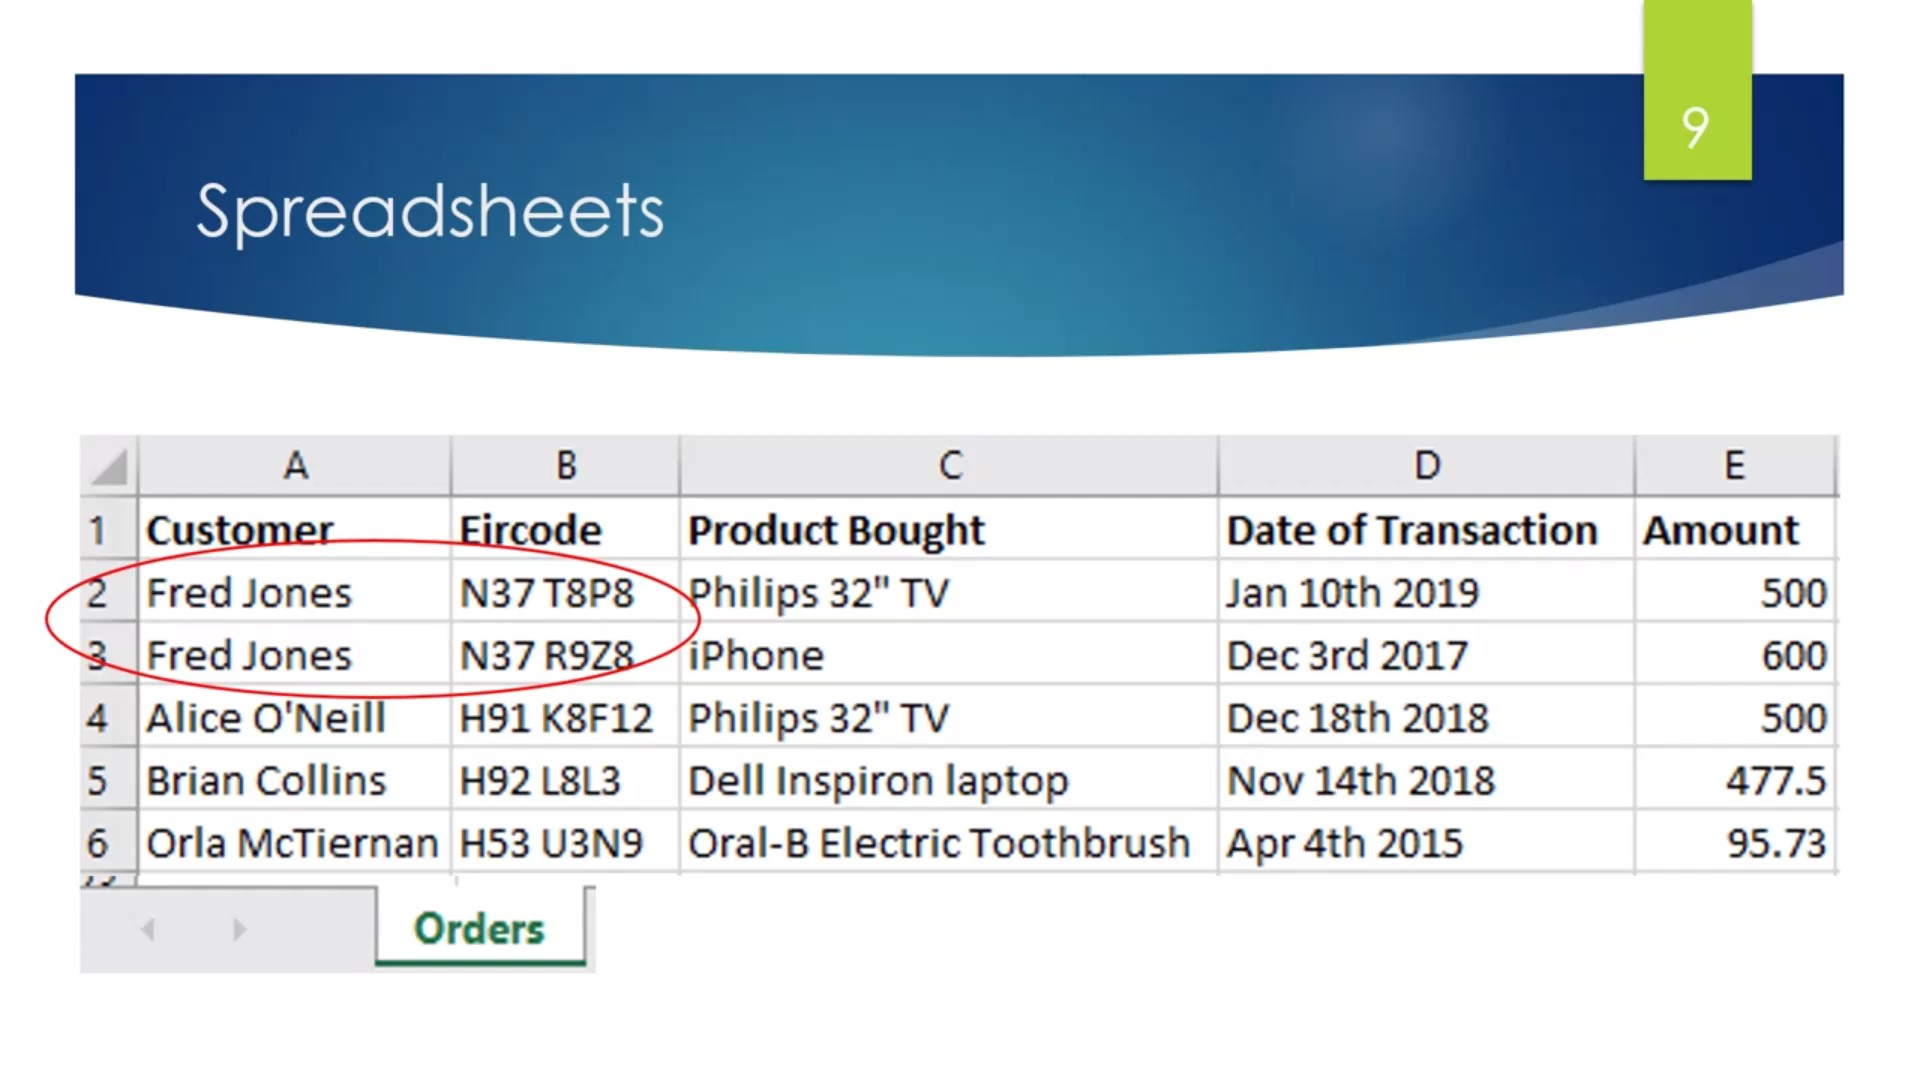 9
Spreadsheets
A B C D E
1 Customer Eircode Product Bought Date of Transaction Amount
2 Fred Jones N37 T8P8 Philips 32" TV Jan 10th 2019 500
3 Fred Jones N37 R9Z8 iPhone Dec 3rd 2017 600
4 Alice O'Neill H91 K8F12 Philips 32" TV Dec 18th 2018 500
5 Brian Collins H92 L8L3 Dell Inspiron laptop Nov 14th 2018 477.5
6 Orla McTiernan H53 U3N9 Oral-B Electric Toothbrush Apr 4th 2015 95.73
Orders